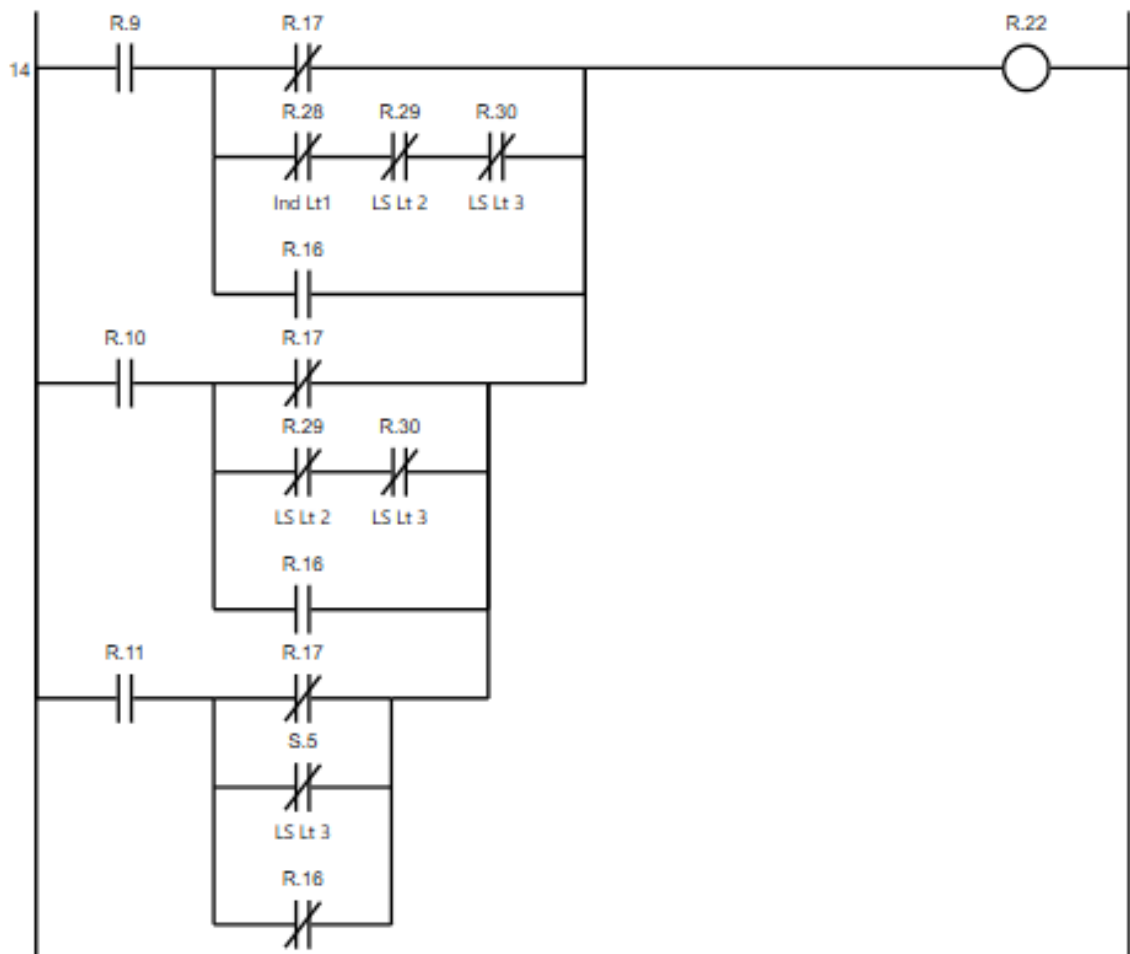 R.9 R.17 R.22
14
R.28 R.29 R.30
Ind Lt1 LS Lt 2 LS Lt 3
R.16
R.10 R.17
R.29 R.30
LS Lt 2 LS Lt 3
R.16
R.11 R.17
S.5
LS Lt 3
R.16